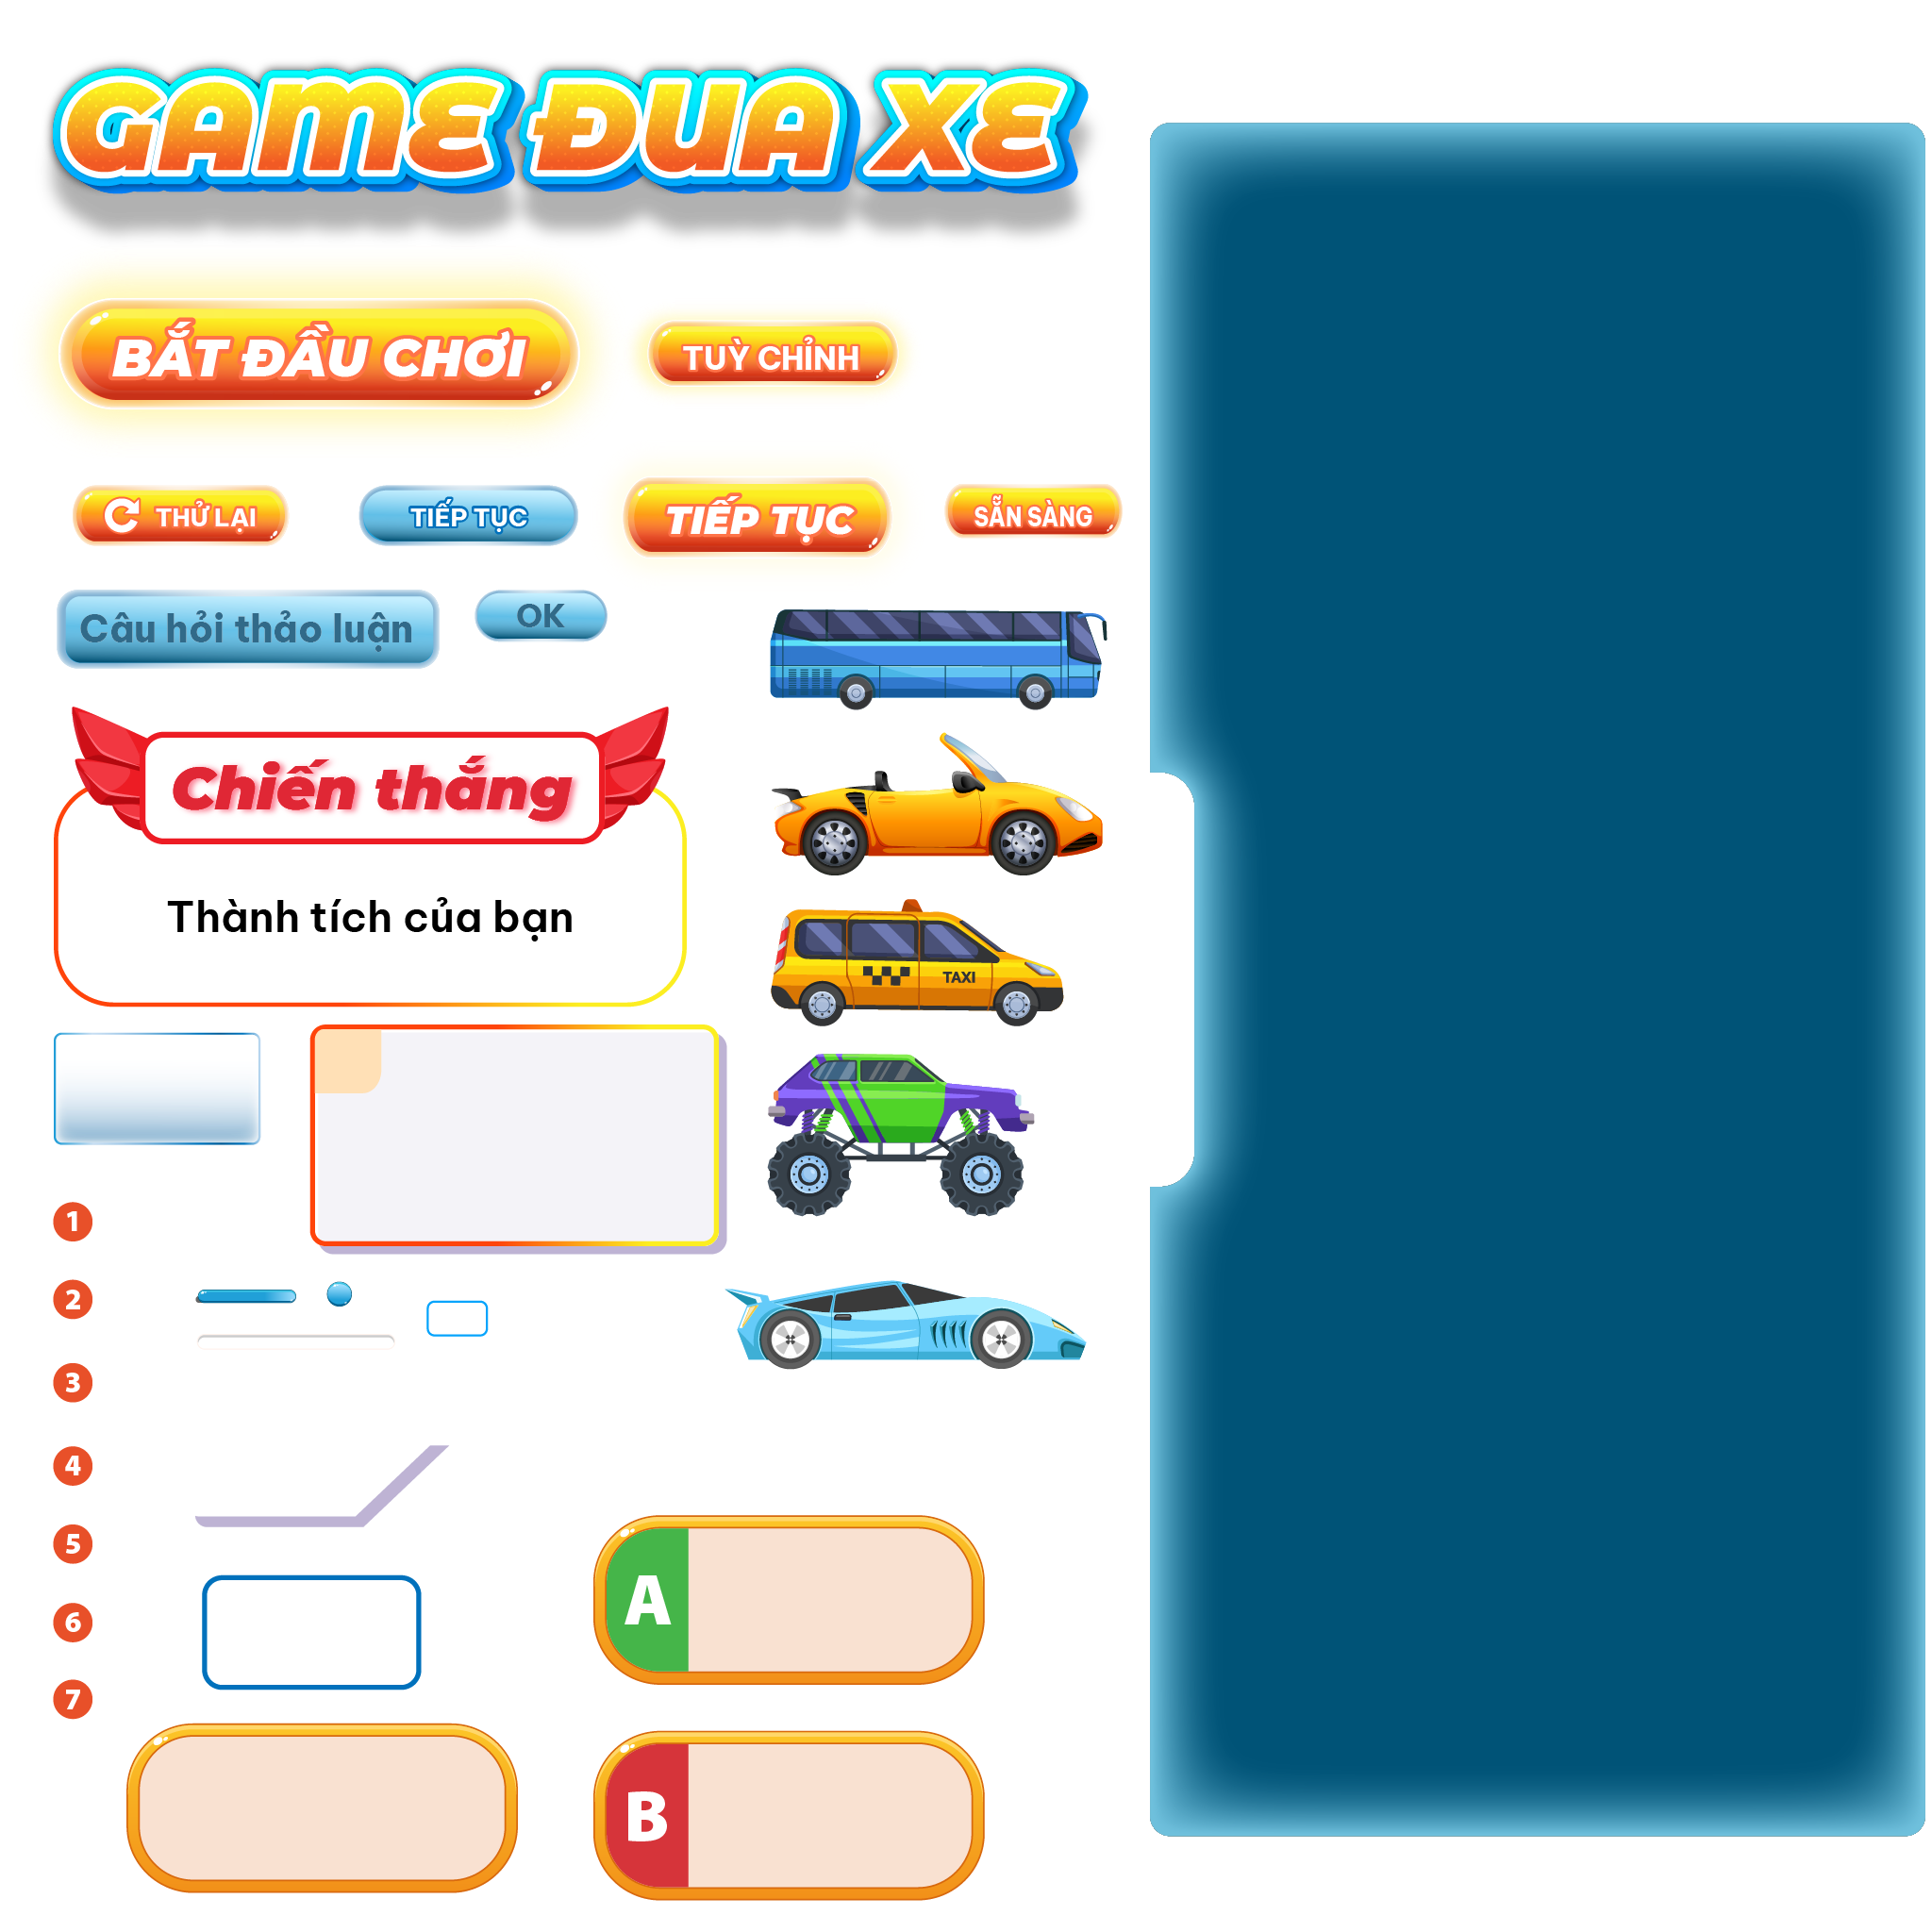 GAME ĐUA XE
BẮT ĐẦU CHƠI
TUỲ CHỈNH
THỬ LẠI
TIẾP TỤC
TIẾP TỤC
SẴN SÀNG
Câu hỏi thảo luận
OK
Chiến thắng
Thành tích của bạn
TAXI
1
2
3
4
5
6
7
A
B